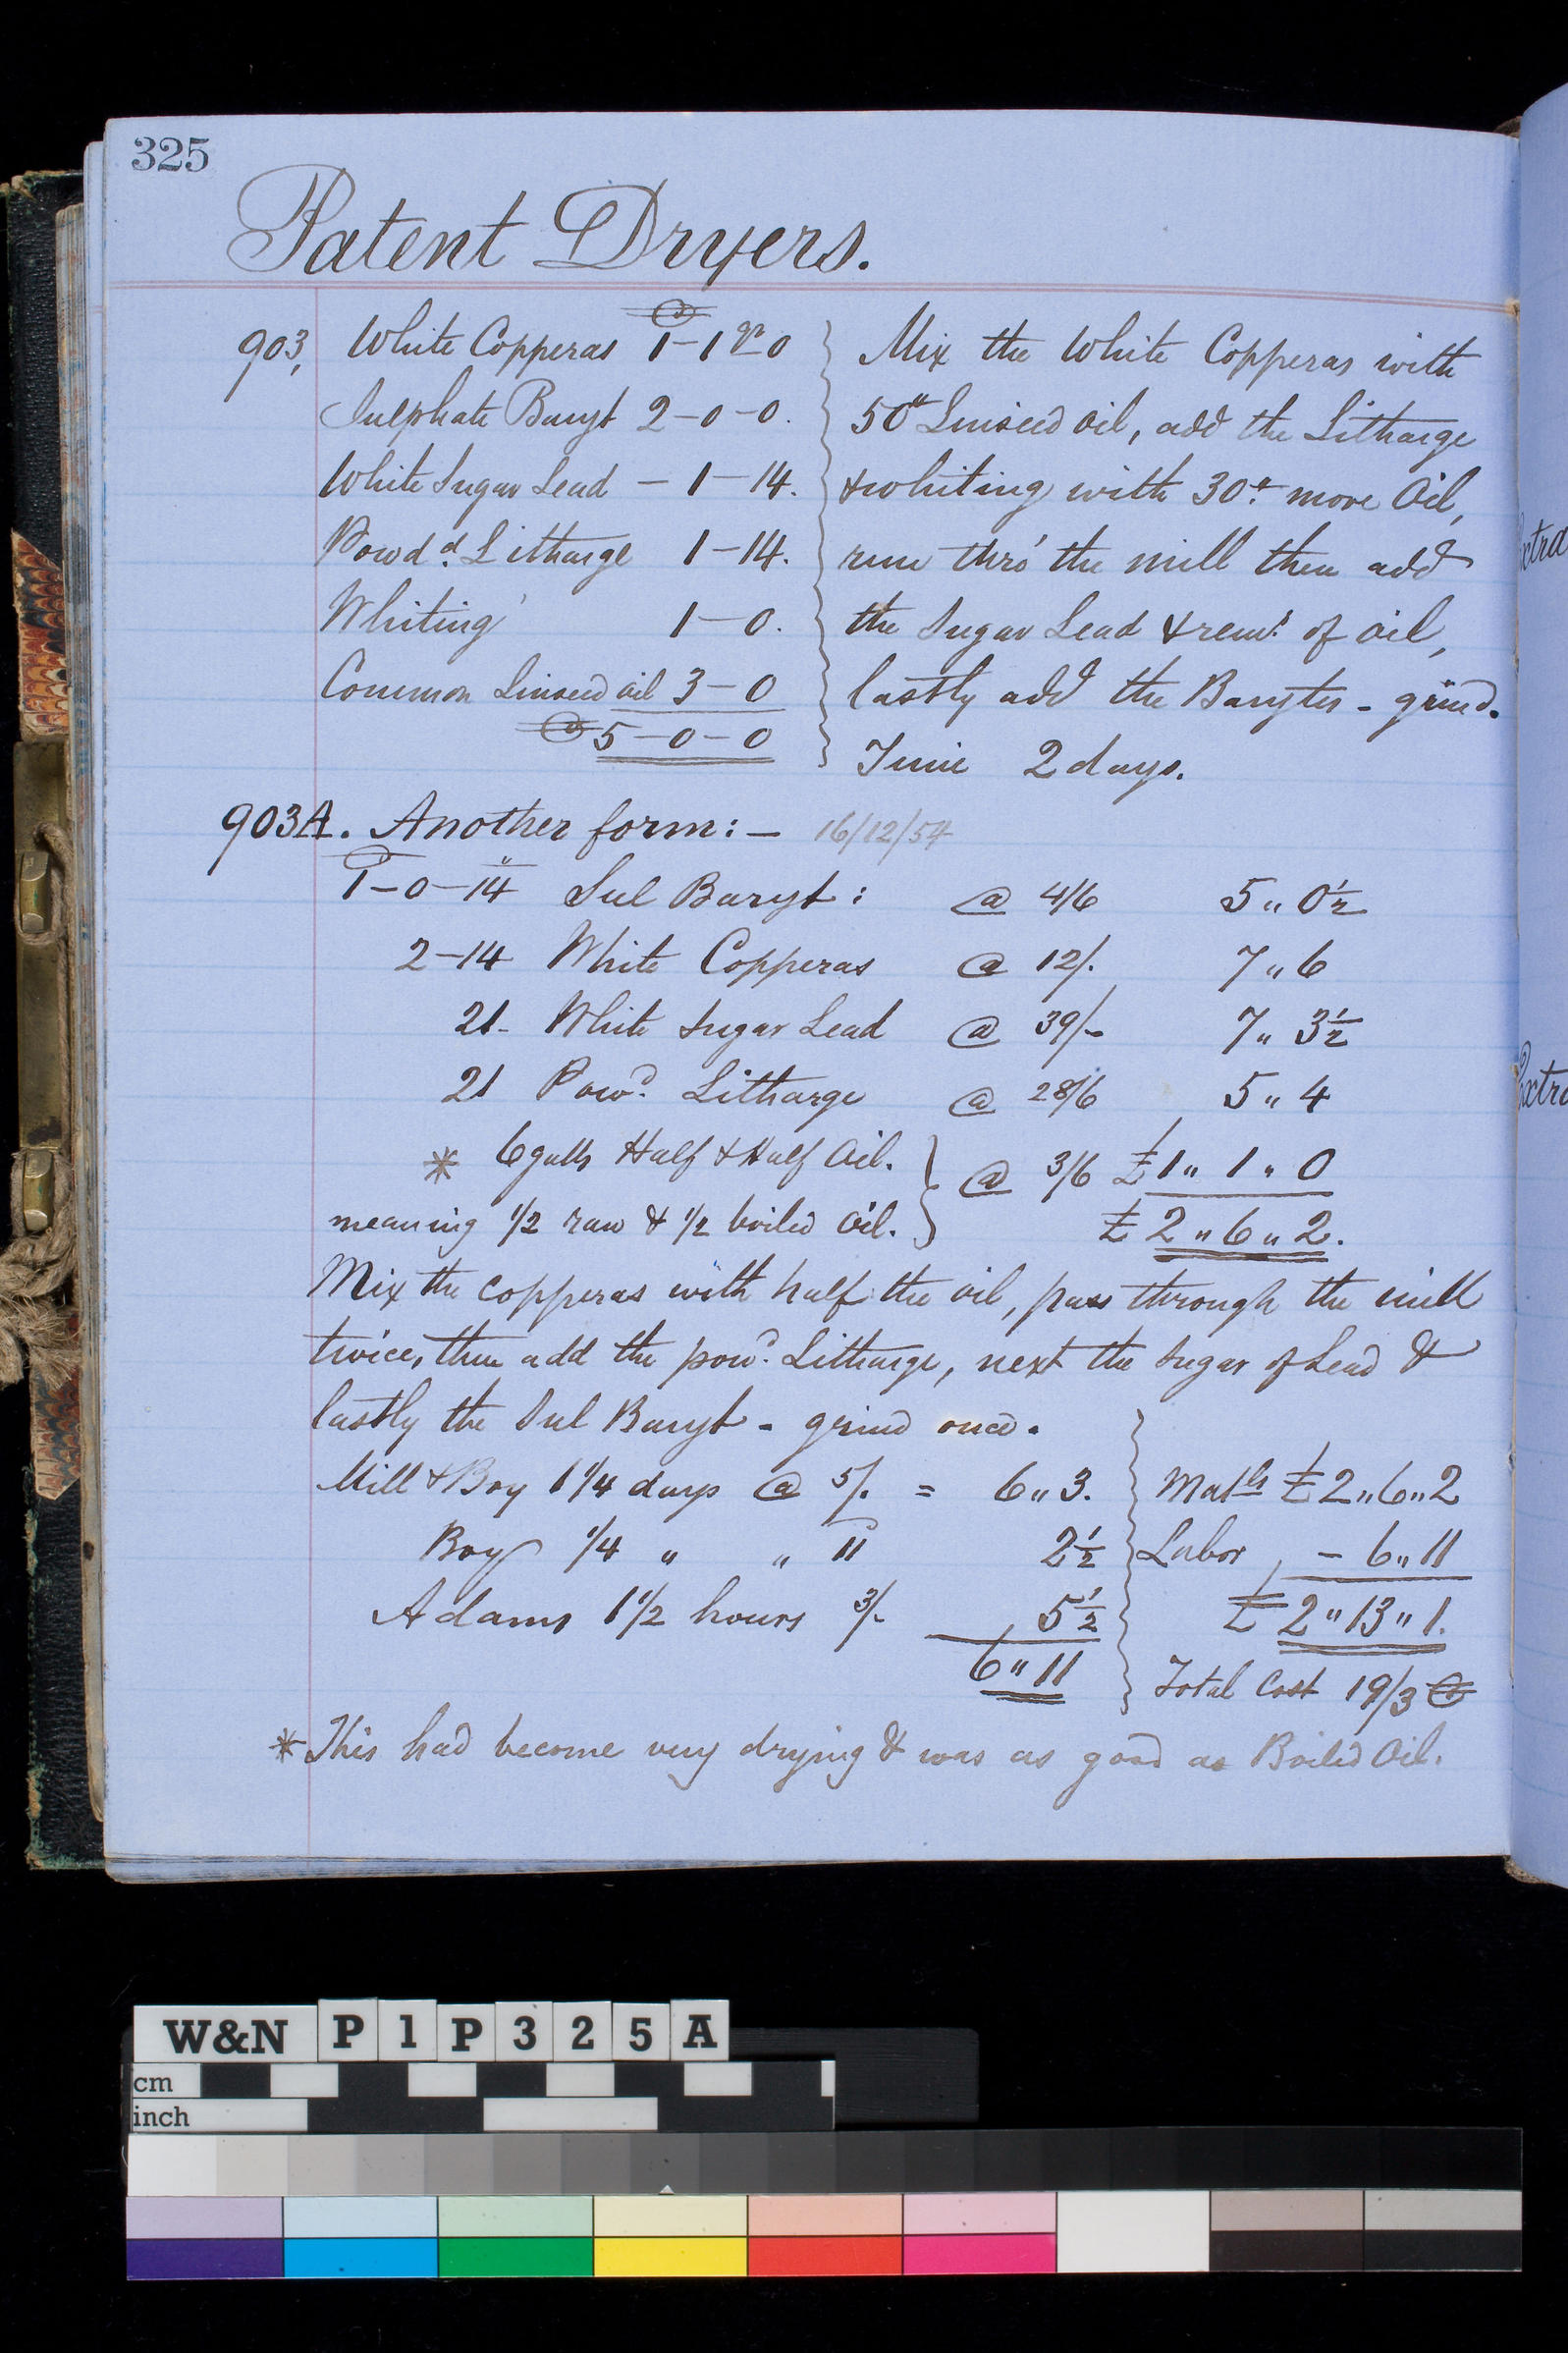 325
Patent Dryers.
903, White Copperas 1-1 qr 0
Sulphate Baryt 2-0-0.
White Sugar Lead - 1-14.
Powdd. Litharge 1-14.
Whiting 1-0.
Common Linseed oil 3-0
5-0-0
Mix the White Copperas with
50# Linseed oil, add the Litharge
& whiting with 30# more Oil,
run thro' the mill then add
the Sugar Lead & remr. of oil,
lastly add the Barytes - grind.
Time 2 days.
903A. Another form: - 16/12/54
1-0-14 Sul Baryt: @ 4/6 5 " 0½
2-14 White Copperas @ 12/. 7 " 6
21- White Sugar Lead @ 39/- 7 " 3½
21 Powd. Litharge @ 28/6 5 " 4
* 6 galls Half & Half Oil. @ 3/6 £1 " 1 " 0
meaning 1/2 raw & 1/2 boiled Oil. £2 " 6 " 2.
Mix the copperas with half the oil, pass through the mill
twice, then add the powd. Litharge, next the Sugar of Lead &
lastly the Sul Baryt - grind once.
Mill & Boy 1 1/4 days @ 5/. = 6 " 3.
Boy 1/4 " " 11 2½
Adams 1 1/2 hours 3/- 5½
6 " 11
Matls £2 " 6 " 2
Labor - 6 " 11
£2 " 13 " 1.
Total Cost 19/3
* This had become very drying & was as good as Boiled Oil.
W&N P1P325A
cm
inch